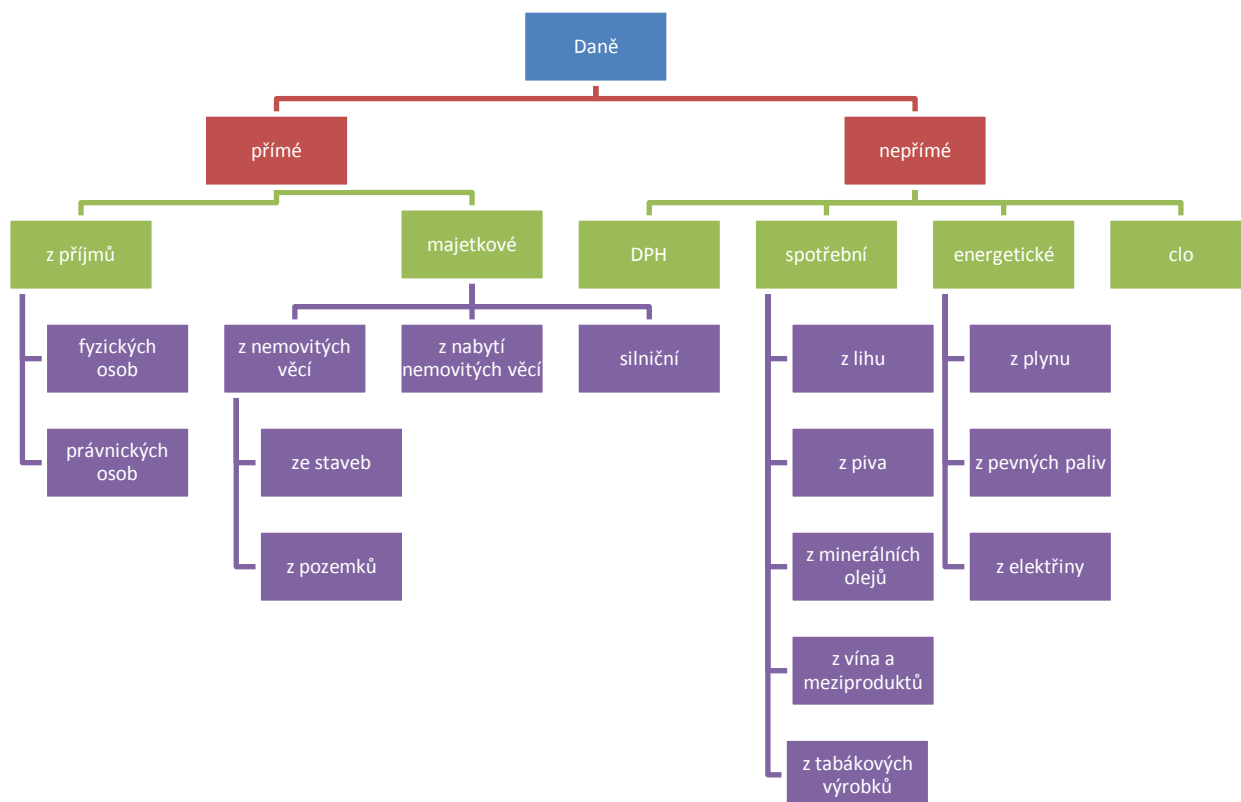 Daně
přímé
nepřímé
z příjmů
majetkové
DPH
spotřební
energetické
clo
fyzických
osob
z nemovitých
věcí
z nabytí
nemovitých věcí
silniční
z lihu
z plynu
právnických
osob
ze staveb
z piva
z pevných paliv
z pozemků
z minerálních
olejů
z elektřiny
z vína a
meziproduktů
z tabákových
výrobků